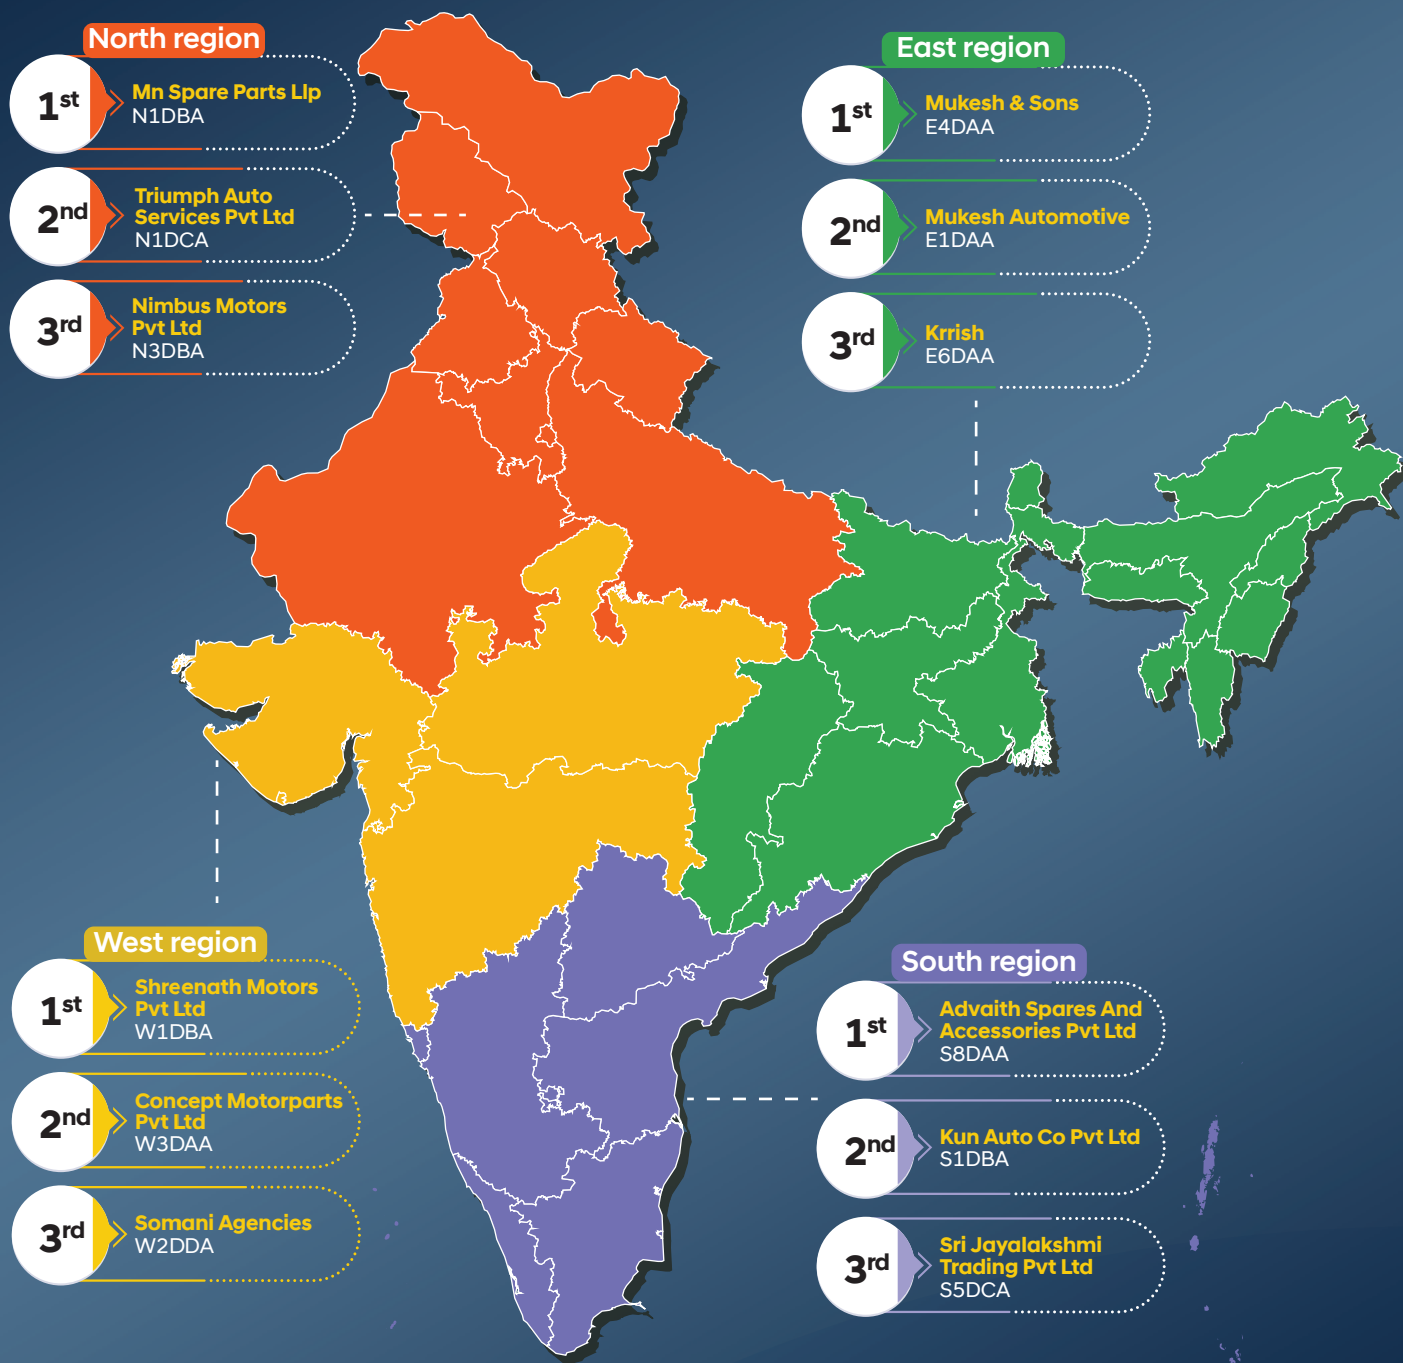 North region
1st
Mn Spare Parts Llp
N1DBA
2nd
Triumph Auto
Services Pvt Ltd
N1DCA
3rd
Nimbus Motors
Pvt Ltd
N3DBA
East region
1st
Mukesh & Sons
E4DAA
2nd
Mukesh Automotive
E1DAA
3rd
Krrish
E6DAA
West region
1st
Shreenath Motors
Pvt Ltd
W1DBA
2nd
Concept Motorparts
Pvt Ltd
W3DAA
3rd
Somani Agencies
W2DDA
South region
1st
Advaith Spares And
Accessories Pvt Ltd
S8DAA
2nd
Kun Auto Co Pvt Ltd
S1DBA
3rd
Sri Jayalakshmi
Trading Pvt Ltd
S5DCA